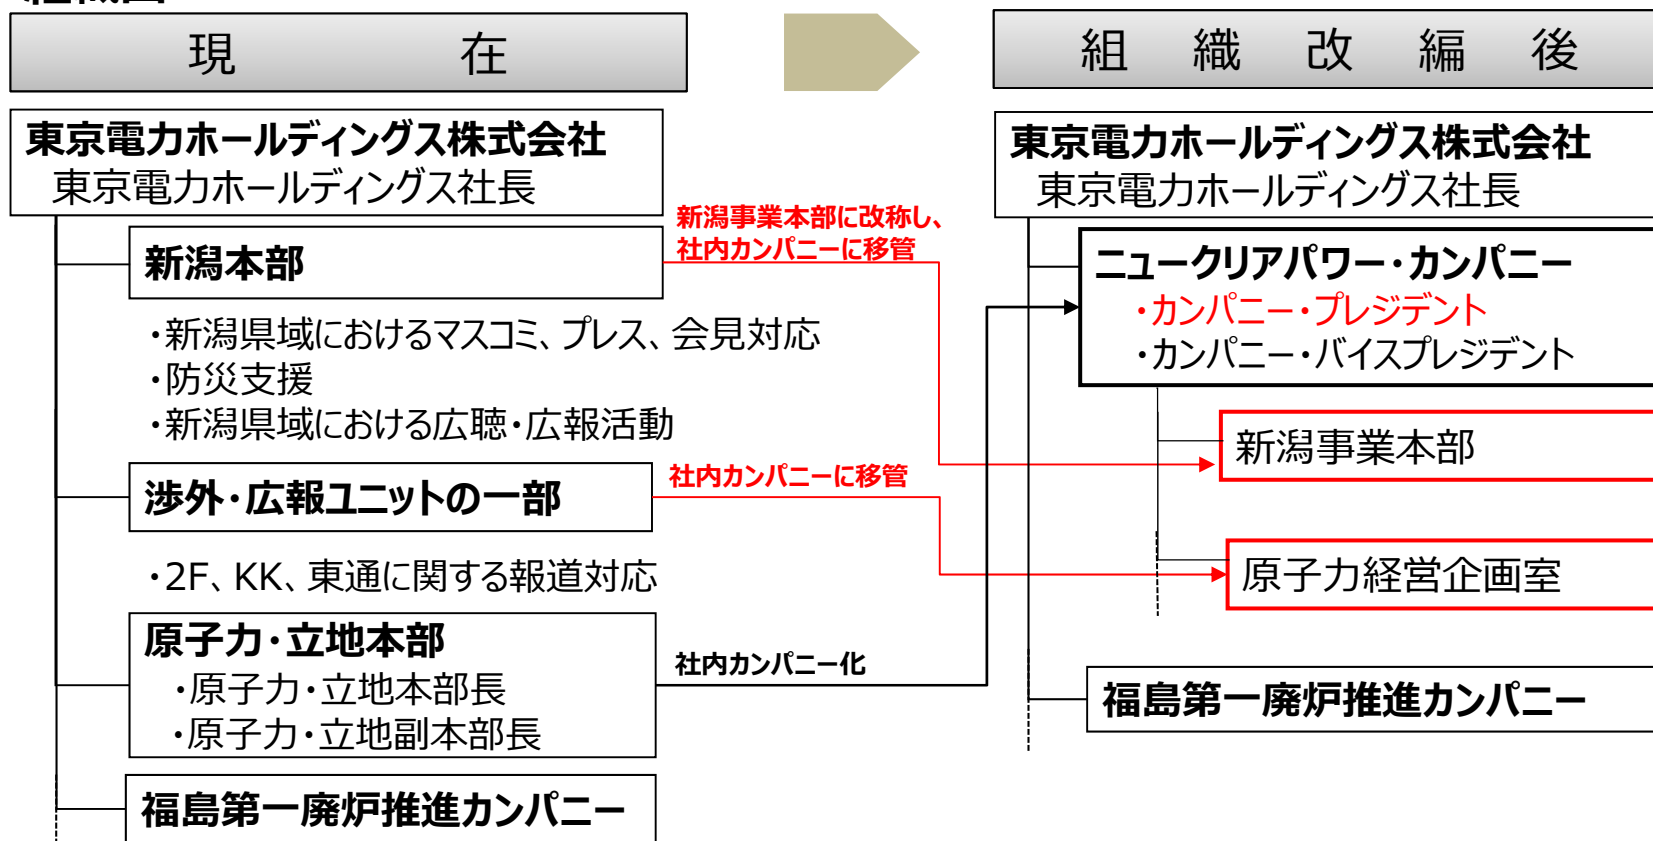 現在
組織改編後
東京電力ホールディングス株式会社
東京電力ホールディングス社長
新潟本部
・新潟県域におけるマスコミ、プレス、会見対応
・防災支援
・新潟県域における広聴・広報活動
渉外・広報ユニットの一部
・2F、KK、東通に関する報道対応
原子力・立地本部
・原子力・立地本部長
・原子力・立地副本部長
福島第一廃炉推進カンパニー
新潟事業本部に改称し、
社内カンパニーに移管
社内カンパニーに移管
社内カンパニー化
東京電力ホールディングス株式会社
東京電力ホールディングス社長
ニュークリアパワー・カンパニー
・カンパニー・プレジデント
・カンパニー・バイスプレジデント
新潟事業本部
原子力経営企画室
福島第一廃炉推進カンパニー